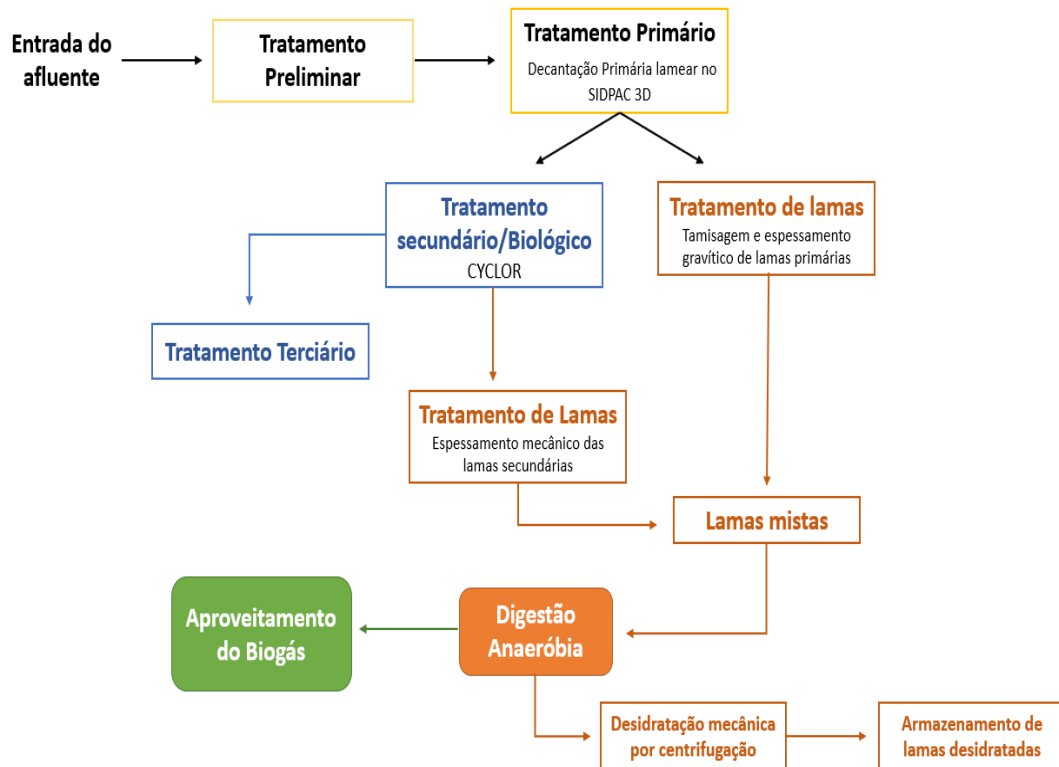 Entrada do
afluente
Tratamento
Preliminar
Tratamento Primário
Decantação Primária lamear no
SIDPAC 3D
Tratamento
secundário/Biológico
CYCLOR
Tratamento de lamas
Tamisagem e espessamento
gravítico de lamas primárias
Tratamento Terciário
Tratamento de Lamas
Espessamento mecânico das
lamas secundárias
Lamas mistas
Aproveitamento
do Biogás
Digestão
Anaeróbia
Desidratação mecânica
por centrifugação
Armazenamento de
lamas desidratadas